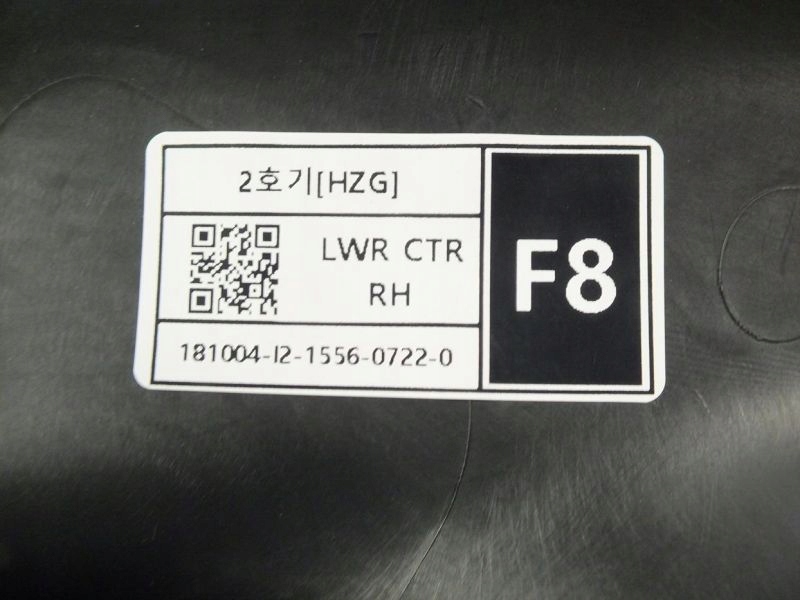 2호기[HZG]
LWR CTR
RH
181004-I2-1556-0722-0
F8